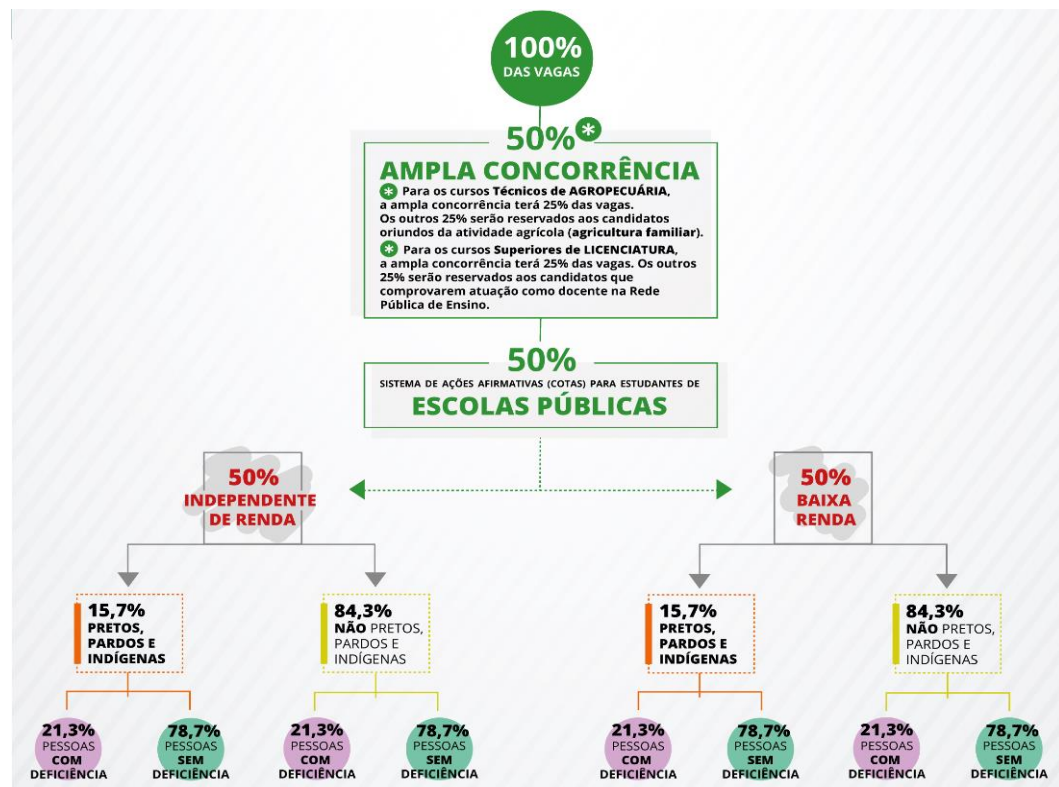 100%
DAS VAGAS
50%*
AMPLA CONCORRÊNCIA
* Para os cursos Técnicos de AGROPECUÁRIA,
a ampla concorrência terá 25% das vagas.
Os outros 25% serão reservados aos candidatos
oriundos da atividade agrícola (agricultura familiar).
* Para os cursos Superiores de LICENCIATURA,
a ampla concorrência terá 25% das vagas. Os outros
25% serão reservados aos candidatos que
comprovarem atuação como docente na Rede
Pública de Ensino.
50%
SISTEMA DE AÇÕES AFIRMATIVAS (COTAS) PARA ESTUDANTES DE
ESCOLAS PÚBLICAS
50%
INDEPENDENTE
DE RENDA
50%
BAIXA
RENDA
15,7%
PRETOS,
PARDOS E
INDÍGENAS
84,3%
NÃO PRETOS,
PARDOS E
INDÍGENAS
15,7%
PRETOS,
PARDOS E
INDÍGENAS
84,3%
NÃO PRETOS,
PARDOS E
INDÍGENAS
21,3%
PESSOAS
COM
DEFICIÊNCIA
78,7%
PESSOAS
SEM
DEFICIÊNCIA
21,3%
PESSOAS
COM
DEFICIÊNCIA
78,7%
PESSOAS
SEM
DEFICIÊNCIA
21,3%
PESSOAS
COM
DEFICIÊNCIA
78,7%
PESSOAS
SEM
DEFICIÊNCIA
21,3%
PESSOAS
COM
DEFICIÊNCIA
78,7%
PESSOAS
SEM
DEFICIÊNCIA